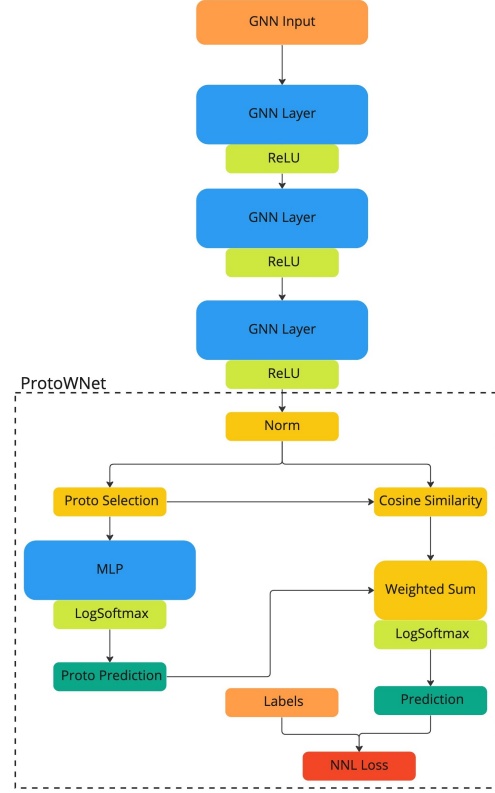 GNN Input
GNN Layer
ReLU
GNN Layer
ReLU
GNN Layer
ReLU
ProtoWNet
Norm
Proto Selection
Cosine Similarity
MLP
Weighted Sum
LogSoftmax
LogSoftmax
Proto Prediction
Labels
Prediction
NNL Loss